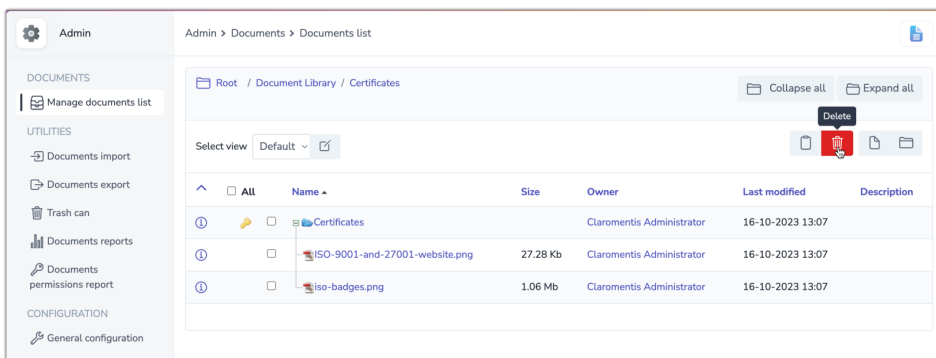 Admin
Admin > Documents > Documents list
DOCUMENTS
Manage documents list
UTILITIES
Documents import
Documents export
Trash can
Documents reports
Documents
permissions report
CONFIGURATION
General configuration
Root / Document Library / Certificates
Collapse all
Expand all
Delete
Select view Default
All Name Size Owner Last modified Description
Certificates Claromentis Administrator 16-10-2023 13:07
ISO-9001-and-27001-website.png 27.28 Kb Claromentis Administrator 16-10-2023 13:07
iso-badges.png 1.06 Mb Claromentis Administrator 16-10-2023 13:07